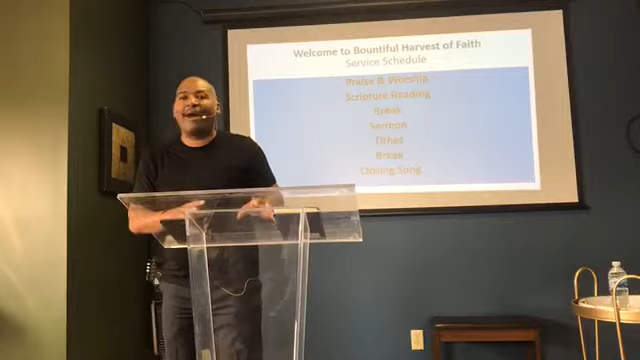 Welcome to Bountiful Harvest of Faith
Service Schedule
Praise & Worship
Scripture Reading
Break
Sermon
Tithes
Break
Closing Song